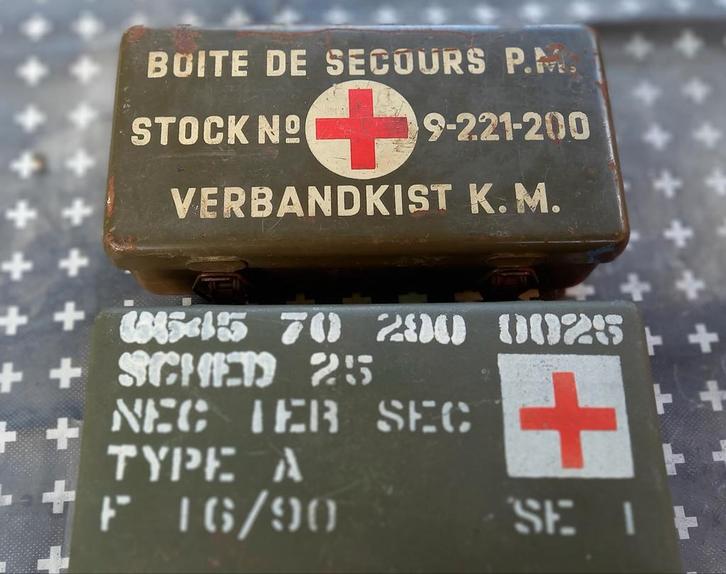 BOITE DE SECOURS P.M.
STOCK Nº 9-221-200
VERBANDKIST K.M.
6545 70 200 0025
SCHED 25
NEC 1ER SEC
TYPE A
F 16/90 SE 1